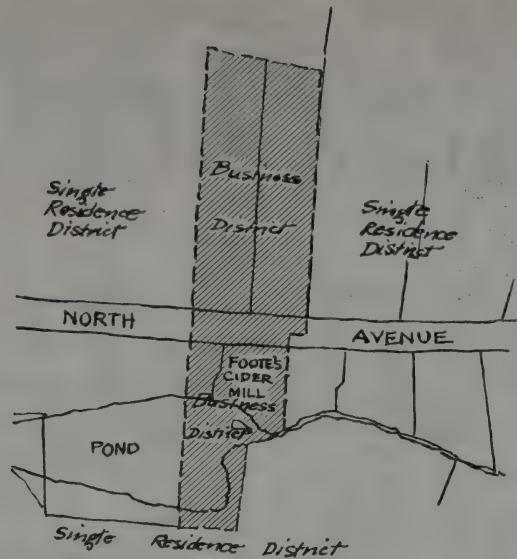 Business
District
Single
Residence
District
Single
Residence
District
NORTH AVENUE
FOOTE'S
CIDER
MILL
Business
District
POND
Single Residence District